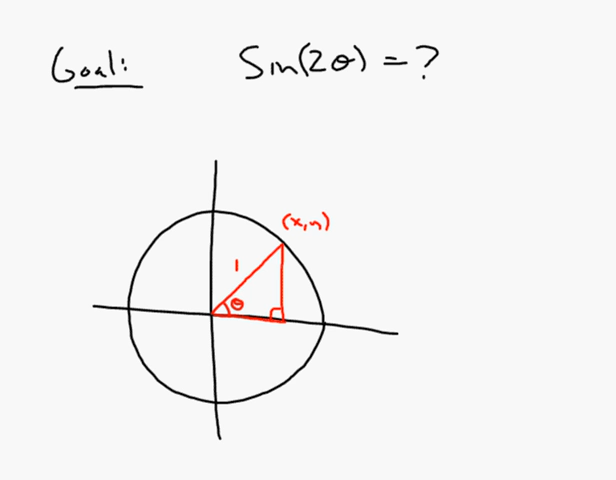 Goal: Sin(2θ) = ?
(x,y)
1
θ